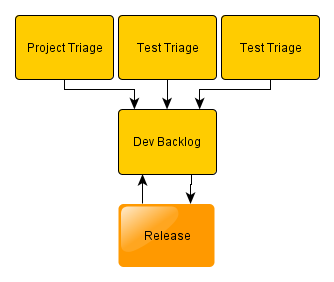 Project Triage
Test Triage
Test Triage
Dev Backlog
Release